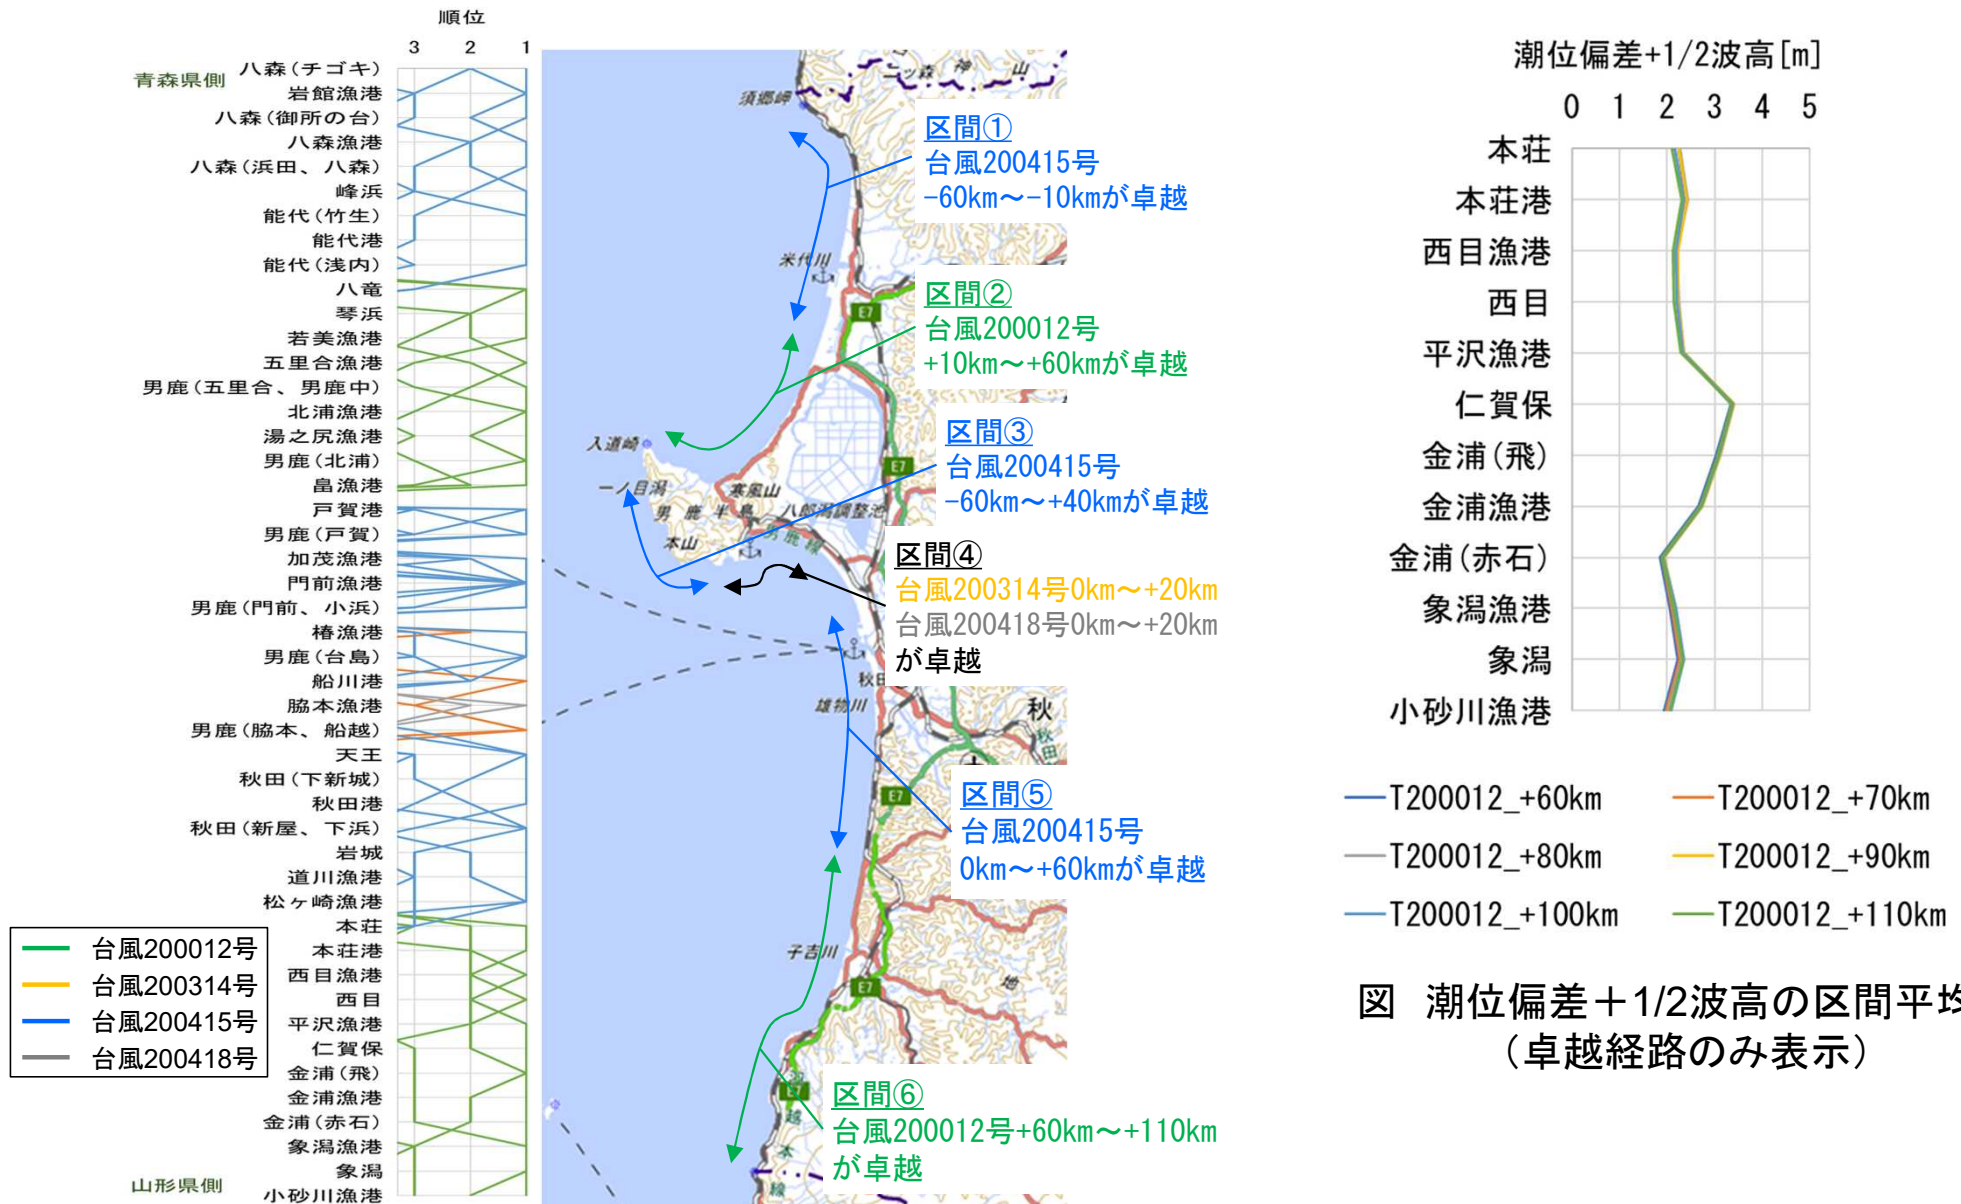 順位
3 2 1
青森県側
八森(チゴキ)
岩館漁港
八森(御所の台)
八森漁港
八森(浜田、八森)
峰浜
能代(竹生)
能代港
能代(浅内)
八竜
琴浜
若美漁港
五里合漁港
男鹿(五里合、男鹿中)
北浦漁港
湯之尻漁港
男鹿(北浦)
畠漁港
戸賀港
男鹿(戸賀)
加茂漁港
門前漁港
男鹿(門前、小浜)
椿漁港
男鹿(台島)
船川港
脇本漁港
男鹿(脇本、船越)
天王
秋田(下新城)
秋田港
秋田(新屋、下浜)
岩城
道川漁港
松ヶ崎漁港
本荘
本荘港
西目漁港
西目
平沢漁港
仁賀保
金浦(飛)
金浦漁港
金浦(赤石)
象潟漁港
象潟
小砂川漁港
山形県側
台風200012号
台風200314号
台風200415号
台風200418号
二ッ森
神
山
須郷岬
米代川
E7
入道崎
一ノ目潟
寒風山
男鹿半島
八郎潟調整池
本山
男鹿線
E7
秋田
雄物川
秋
秋田
E7
子吉川
E7
地
E7
羽越本線
区間①
台風200415号
-60km～-10kmが卓越
区間②
台風200012号
+10km～+60kmが卓越
区間③
台風200415号
-60km～+40kmが卓越
区間④
台風200314号0km～+20km
台風200418号0km～+20km
が卓越
区間⑤
台風200415号
0km～+60kmが卓越
区間⑥
台風200012号+60km～+110km
が卓越
潮位偏差+1/2波高[m]
0 1 2 3 4 5
本荘
本荘港
西目漁港
西目
平沢漁港
仁賀保
金浦(飛)
金浦漁港
金浦(赤石)
象潟漁港
象潟
小砂川漁港
T200012_+60km
T200012_+70km
T200012_+80km
T200012_+90km
T200012_+100km
T200012_+110km
図 潮位偏差＋1/2波高の区間平均
（卓越経路のみ表示）